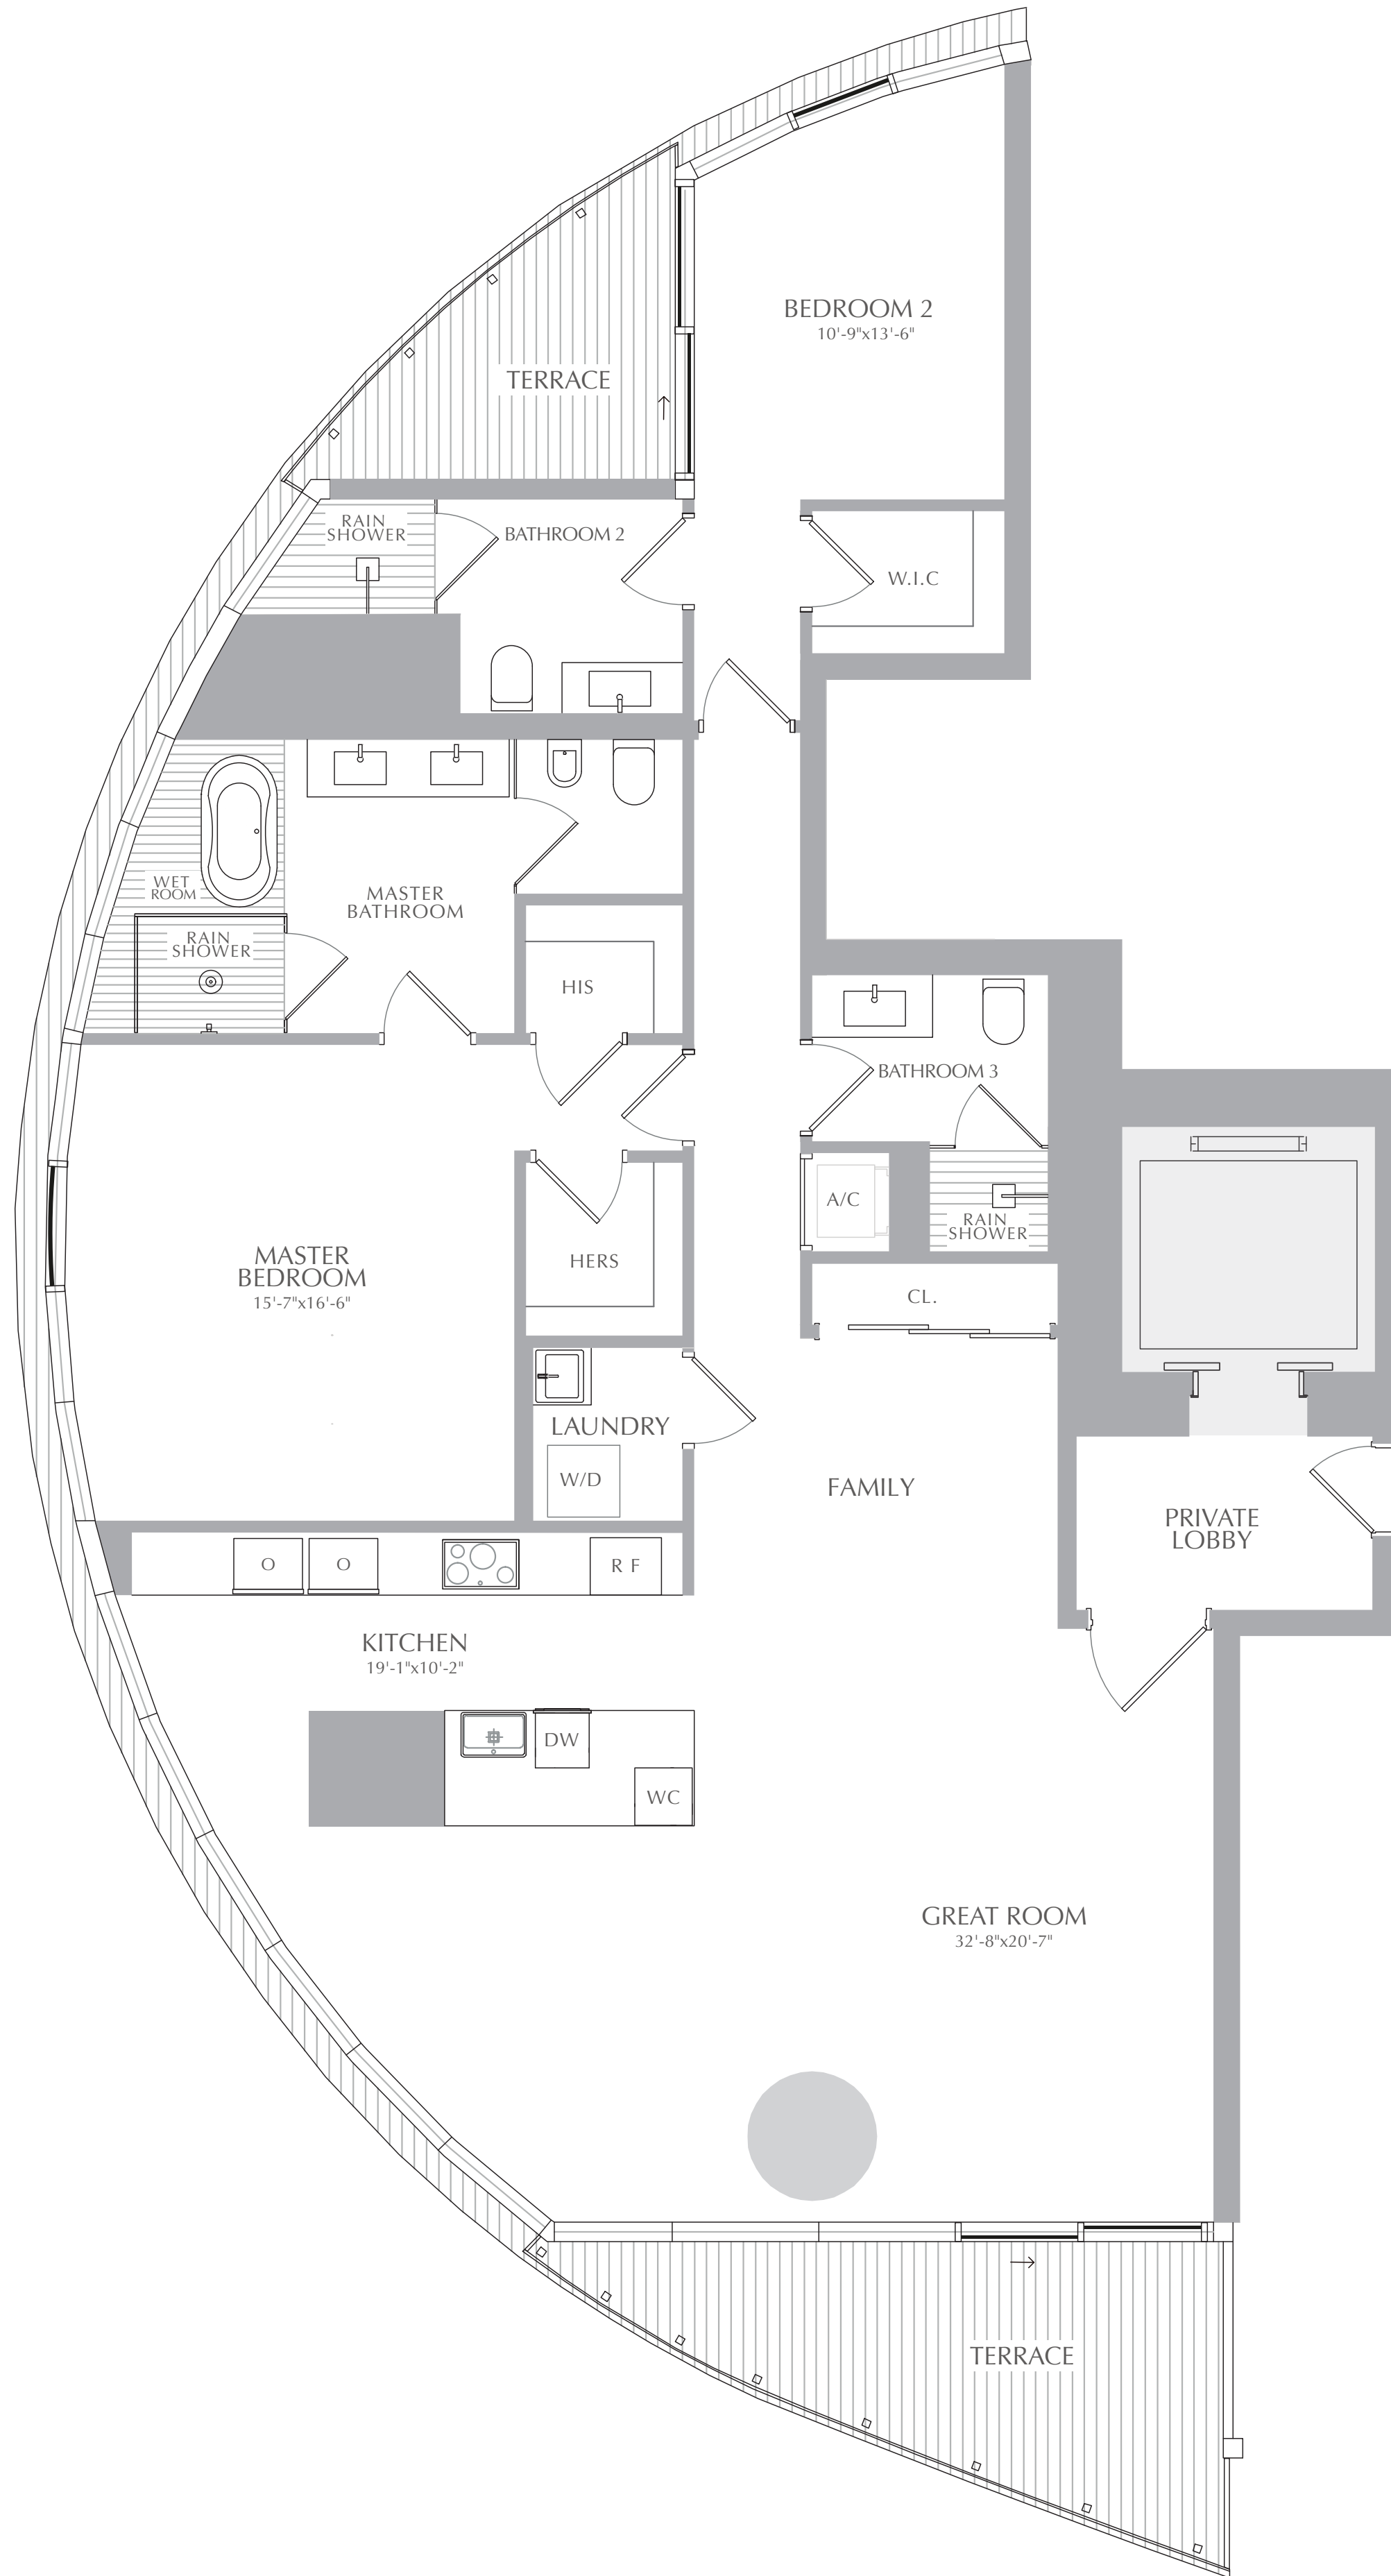 BEDROOM 2
10'-9"x13'-6"
TERRACE
RAIN
SHOWER
BATHROOM 2
W.I.C
WET
ROOM
MASTER
BATHROOM
RAIN
SHOWER
HIS
BATHROOM 3
A/C
RAIN
SHOWER
MASTER
BEDROOM
15'-7"x16'-6"
HERS
CL.
LAUNDRY
W/D
FAMILY
PRIVATE
LOBBY
O
O
R F
KITCHEN
19'-1"x10'-2"
DW
WC
GREAT ROOM
32'-8"x20'-7"
TERRACE